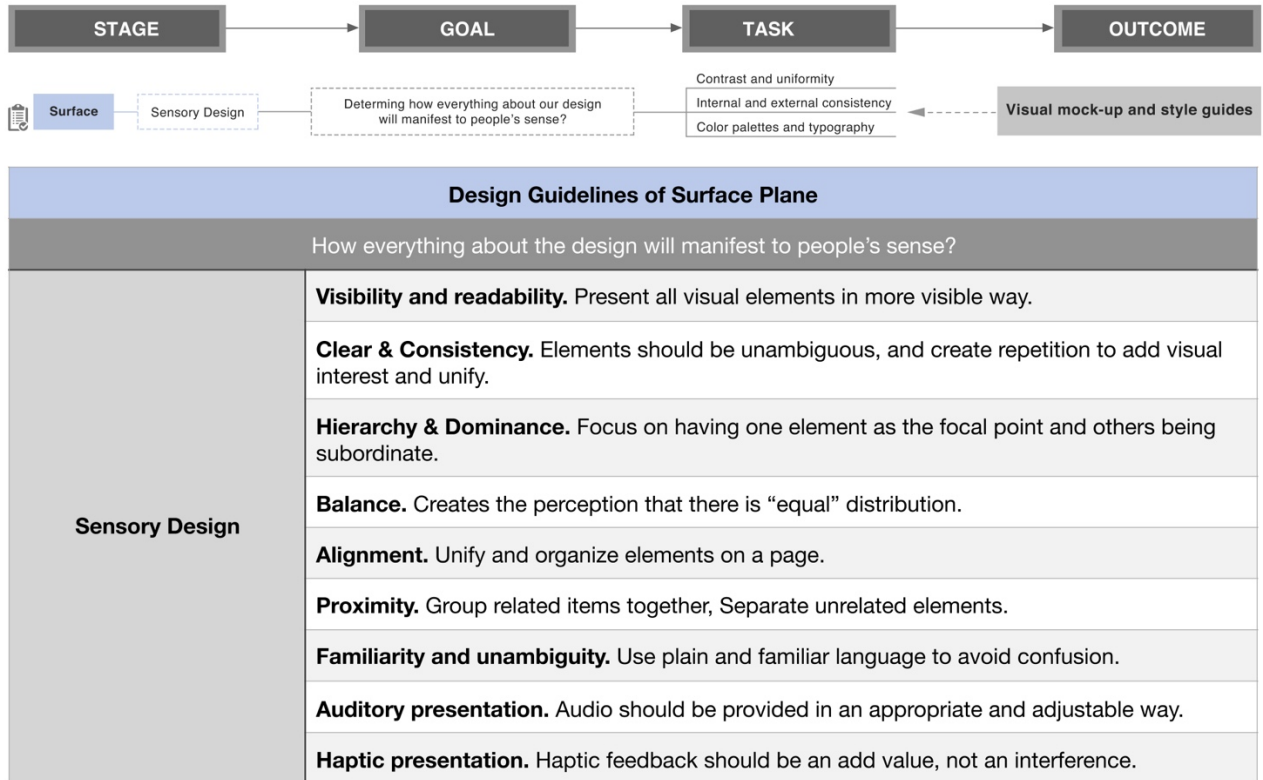 STAGE
GOAL
TASK
OUTCOME
Surface
Sensory Design
Determing how everything about our design
will manifest to people's sense?
Contrast and uniformity
Internal and external consistency
Color palettes and typography
Visual mock-up and style guides
Design Guidelines of Surface Plane
How everything about the design will manifest to people's sense?
Sensory Design
Visibility and readability. Present all visual elements in more visible way.
Clear & Consistency. Elements should be unambiguous, and create repetition to add visual
interest and unify.
Hierarchy & Dominance. Focus on having one element as the focal point and others being
subordinate.
Balance. Creates the perception that there is “equal” distribution.
Alignment. Unify and organize elements on a page.
Proximity. Group related items together, Separate unrelated elements.
Familiarity and unambiguity. Use plain and familiar language to avoid confusion.
Auditory presentation. Audio should be provided in an appropriate and adjustable way.
Haptic presentation. Haptic feedback should be an add value, not an interference.